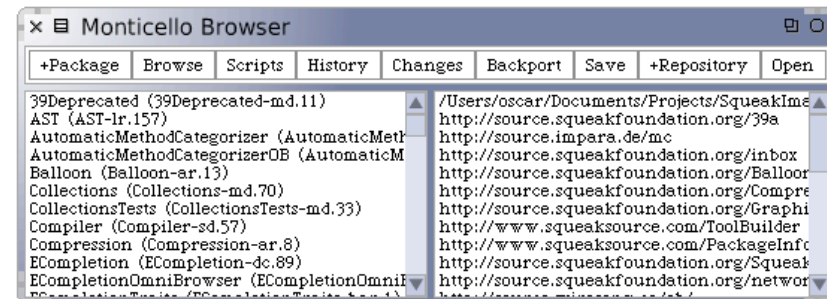 Monticello Browser
+Package Browse Scripts History Changes Backport Save +Repository Open
39Deprecated (39Deprecated-md.11)
AST (AST-lr.157)
AutomaticMethodCategorizer (AutomaticMeth
AutomaticMethodCategorizerOB (AutomaticM
Balloon (Balloon-ar.13)
Collections (Collections-md.70)
CollectionsTests (CollectionsTests-md.33)
Compiler (Compiler-sd.57)
Compression (Compression-ar.8)
ECompletion (ECompletion-dc.89)
ECompletionOmniBrowser (ECompletionOmniB
/Users/oscar/Documents/Projects/SqueakIma
http://source.squeakfoundation.org/39a
http://source.impara.de/mc
http://source.squeakfoundation.org/inbox
http://source.squeakfoundation.org/Balloon
http://source.squeakfoundation.org/Compre
http://source.squeakfoundation.org/Graphi
http://www.squeaksource.com/ToolBuilder
http://www.squeaksource.com/PackageInfo
http://source.squeakfoundation.org/Squeak
http://source.squeakfoundation.org/networ